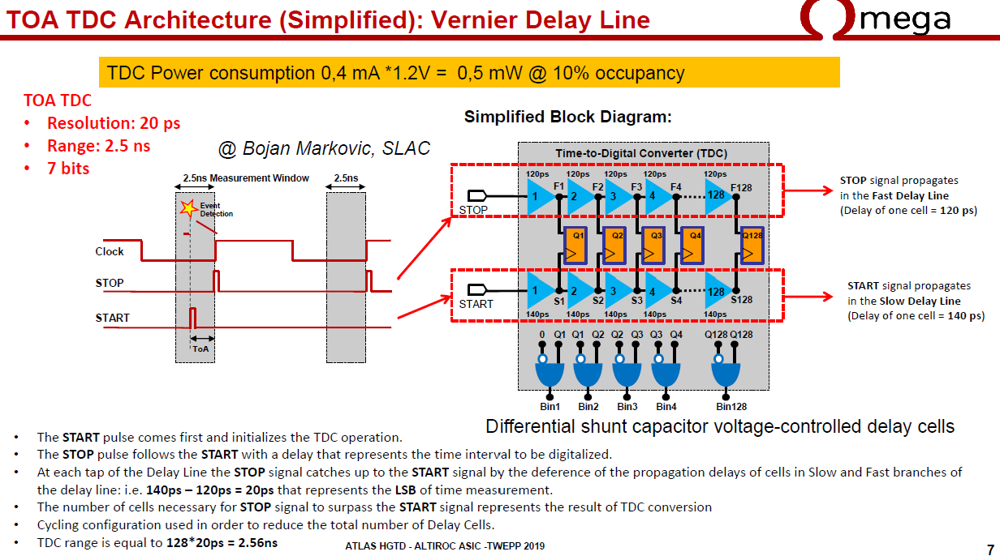 TOA TDC Architecture (Simplified): Vernier Delay Line
Omega
TDC Power consumption 0,4 mA *1.2V =  0,5 mW @ 10% occupancy
TOA TDC
• Resolution: 20 ps
• Range: 2.5 ns
• 7 bits
@ Bojan Markovic, SLAC
2.5ns Measurement Window
2.5ns
Event
Detection
Clock
STOP
START
ToA
Simplified Block Diagram:
Time-to-Digital Converter (TDC)
120ps 120ps 120ps 120ps 120ps
1 F1 2 F2 3 F3 4 F4 128 F128
STOP
Q1 Q2 Q3 Q4 Q128
1 S1 2 S2 3 S3 4 S4 128 S128
START
140ps 140ps 140ps 140ps 140ps
0 Q1 Q1 Q2 Q2 Q3 Q3 Q4 Q128 Q128
Bin1 Bin2 Bin3 Bin4 Bin128
STOP signal propagates
in the Fast Delay Line
(Delay of one cell = 120 ps)
START signal propagates
in the Slow Delay Line
(Delay of one cell = 140 ps)
Differential shunt capacitor voltage-controlled delay cells
• The START pulse comes first and initializes the TDC operation.
• The STOP pulse follows the START with a delay that represents the time interval to be digitalized.
• At each tap of the Delay Line the STOP signal catches up to the START signal by the deference of the propagation delays of cells in Slow and Fast branches of
the delay line: i.e. 140ps – 120ps = 20ps that represents the LSB of time measurement.
• The number of cells necessary for STOP signal to surpass the START signal represents the result of TDC conversion
• Cycling configuration used in order to reduce the total number of Delay Cells.
• TDC range is equal to 128*20ps = 2.56ns
ATLAS HGTD - ALTIROC ASIC -TWEPP 2019
7